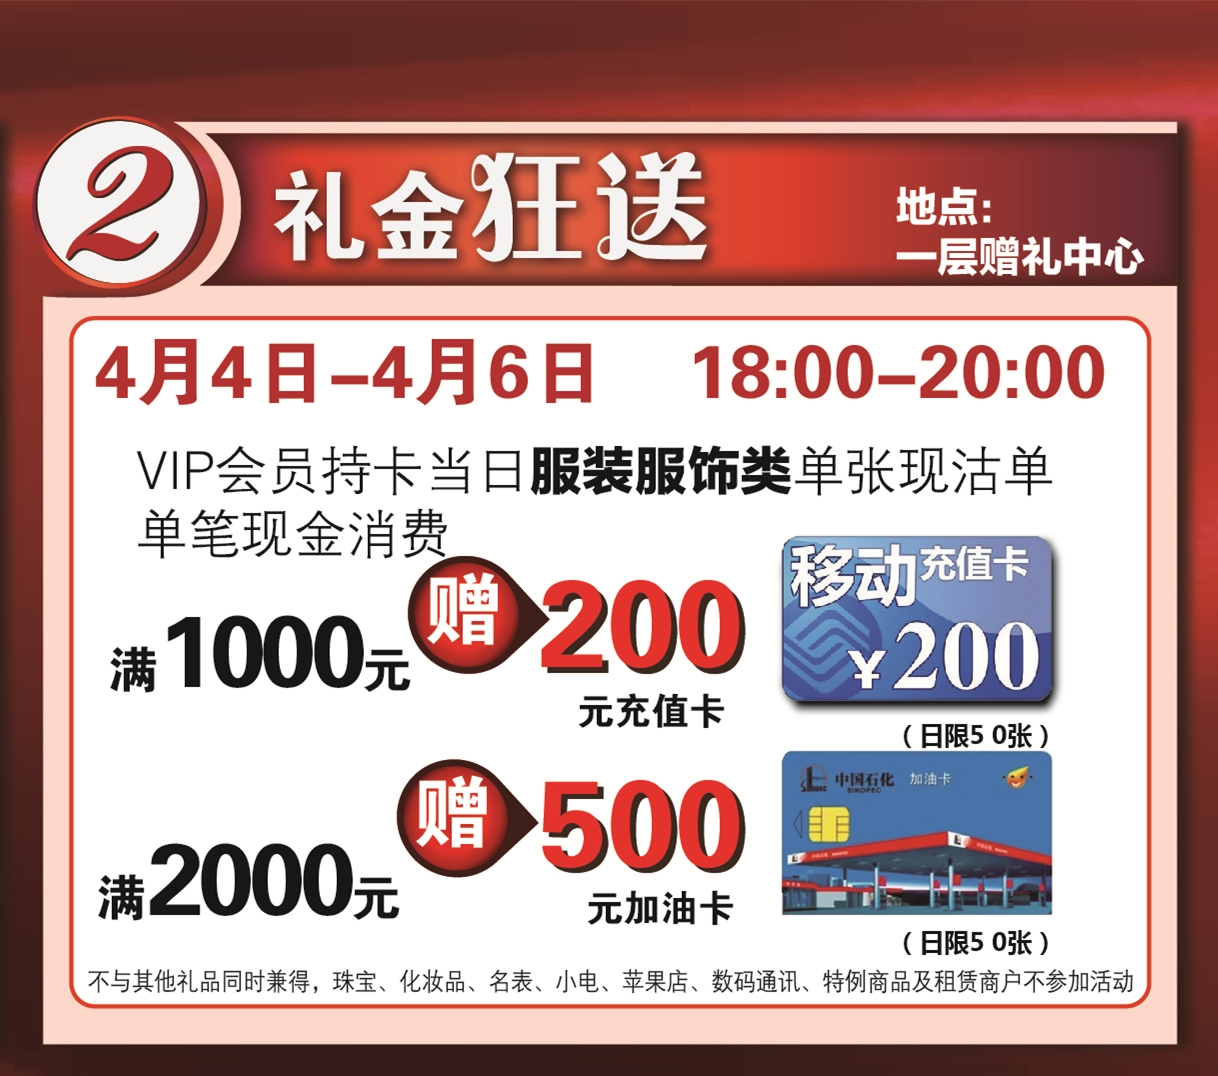 2
礼金狂送
地点:
一层赠礼中心
4月4日–4月6日 18:00–20:00
VIP会员持卡当日服装服饰类单张现沽单
单笔现金消费
满1000元 赠 200
元充值卡
移动充值卡
¥200
（日限5 0张）
满2000元 赠 500
元加油卡
中国石化 加油卡
SINOPEC
（日限5 0张）
不与其他礼品同时兼得，珠宝、化妆品、名表、小电、苹果店、数码通讯、特例商品及租赁商户不参加活动